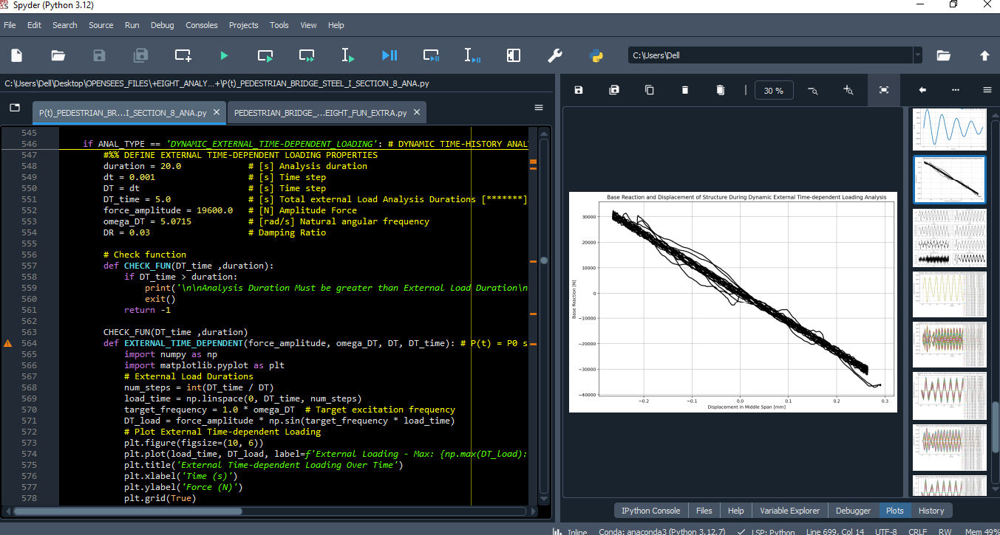 Spyder (Python 3.12)
File Edit Search Source Run Debug Consoles Projects Tools View Help
C:\Users\Dell
C:\Users\Dell\Desktop\OPENSEES_FILES\+EIGHT_ANALY...+\P(t)_PEDESTRIAN_BRIDGE_STEEL_I_SECTION_8_ANA.py
P(t)_PEDESTRIAN_BR...I_SECTION_8_ANA.py PEDESTRIAN_BRIDGE_...EIGHT_FUN_EXTRA.py
30 %
545
546 if ANAL_TYPE == 'DYNAMIC_EXTERNAL_TIME-DEPENDENT_LOADING': # DYNAMIC TIME-HISTORY ANAL
547 #%% DEFINE EXTERNAL TIME-DEPENDENT LOADING PROPERTIES
548 duration = 20.0 # [s] Analysis duration
549 dt = 0.001 # [s] Time step
550 DT = dt # [s] Time step
551 DT_time = 5.0 # [s] Total external Load Analysis Durations [*******]
552 force_amplitude = 19600.0 # [N] Amplitude Force
553 omega_DT = 5.0715 # [rad/s] Natural angular frequency
554 DR = 0.03 # Damping Ratio
555
556 # Check function
557 def CHECK_FUN(DT_time ,duration):
558 if DT_time > duration:
559 print('\n\nAnalysis Duration Must be greater than External Load Duration\n
560 exit()
561 return -1
562
563 CHECK_FUN(DT_time ,duration)
564 def EXTERNAL_TIME_DEPENDENT(force_amplitude, omega_DT, DT, DT_time): # P(t) = P0 s
565 import numpy as np
566 import matplotlib.pyplot as plt
567 # External Load Durations
568 num_steps = int(DT_time / DT)
569 load_time = np.linspace(0, DT_time, num_steps)
570 target_frequency = 1.0 * omega_DT # Target excitation frequency
571 DT_load = force_amplitude * np.sin(target_frequency * load_time)
572 # Plot External Time-dependent Loading
573 plt.figure(figsize=(10, 6))
574 plt.plot(load_time, DT_load, label=f'External Loading - Max: {np.max(DT_load):
575 plt.title('External Time-dependent Loading Over Time')
576 plt.xlabel('Time (s)')
577 plt.ylabel('Force (N)')
578 plt.grid(True)
Base Reaction and Displacement of Structure During Dynamic External Time-dependent Loading Analysis
30000
20000
10000
0
−10000
−20000
−30000
−40000
Base Reaction [N]
−0.2 −0.1 0.0 0.1 0.2 0.3
Displacement in Middle Span [mm]
IPython Console Files Help Variable Explorer Debugger Plots History
Inline Conda: anaconda3 (Python 3.12.7) LSP: Python Line 699, Col 14 UTF-8 CRLF RW Mem 49%